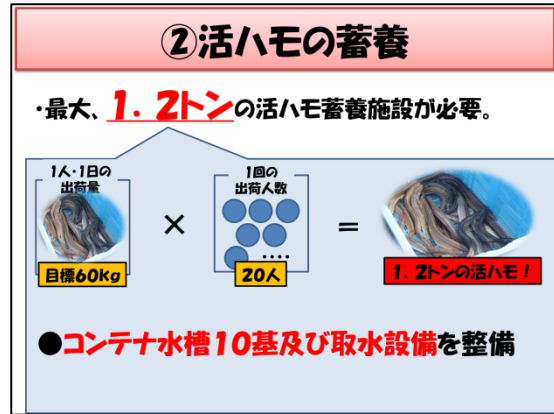 ②活ハモの蓄養
・最大、1．2トンの活ハモ蓄養施設が必要。
1人・1日の
出荷量
目標60Kg
×
1回の
出荷人数
････
20人
＝
1．2トンの活ハモ！
●コンテナ水槽10基及び取水設備を整備